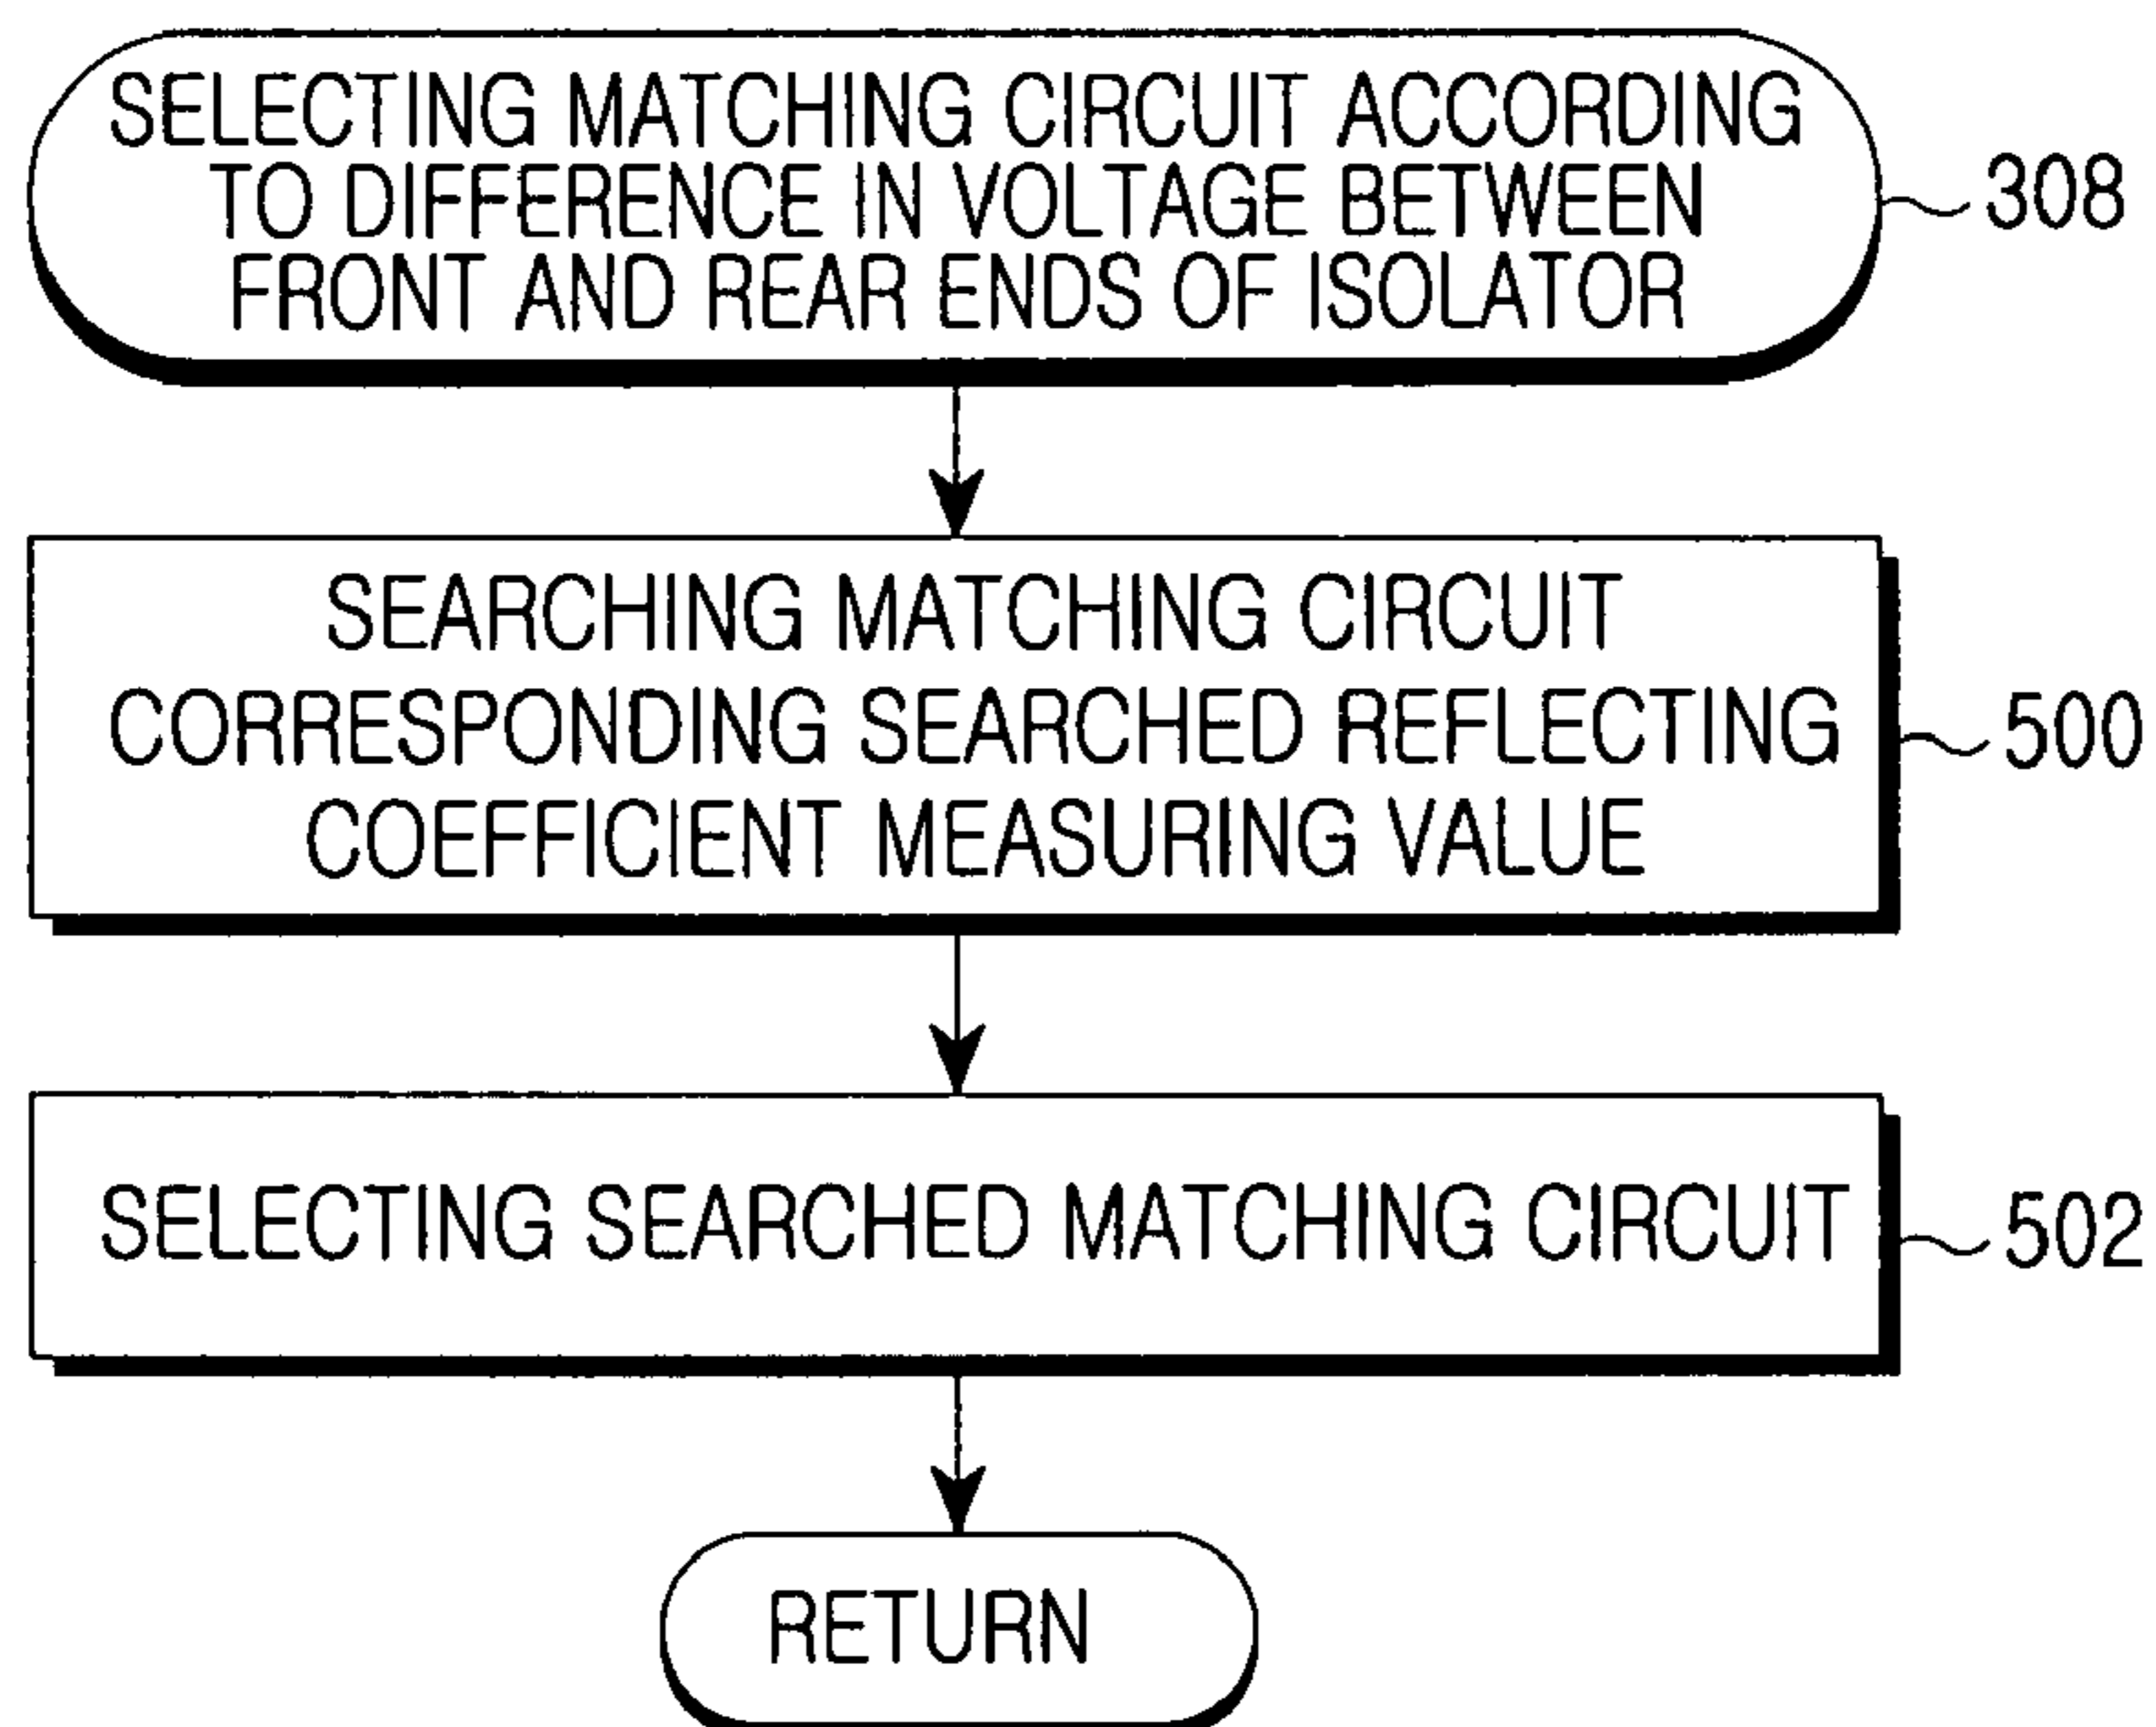 SELECTING MATCHING CIRCUIT ACCORDING
TO DIFFERENCE IN VOLTAGE BETWEEN
FRONT AND REAR ENDS OF ISOLATOR
308
SEARCHING MATCHING CIRCUIT
CORRESPONDING SEARCHED REFLECTING
COEFFICIENT MEASURING VALUE
500
SELECTING SEARCHED MATCHING CIRCUIT
502
RETURN